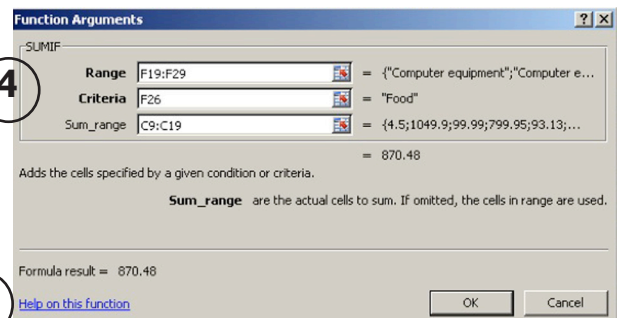 Function Arguments
SUMIF
4
Range F19:F29 = {"Computer equipment";"Computer e...
Criteria F26 = "Food"
Sum_range C9:C19 = {4.5;1049.9;99.99;799.95;93.13;...
= 870.48
Adds the cells specified by a given condition or criteria.
Sum_range are the actual cells to sum. If omitted, the cells in range are used.
Formula result = 870.48
Help on this function OK Cancel